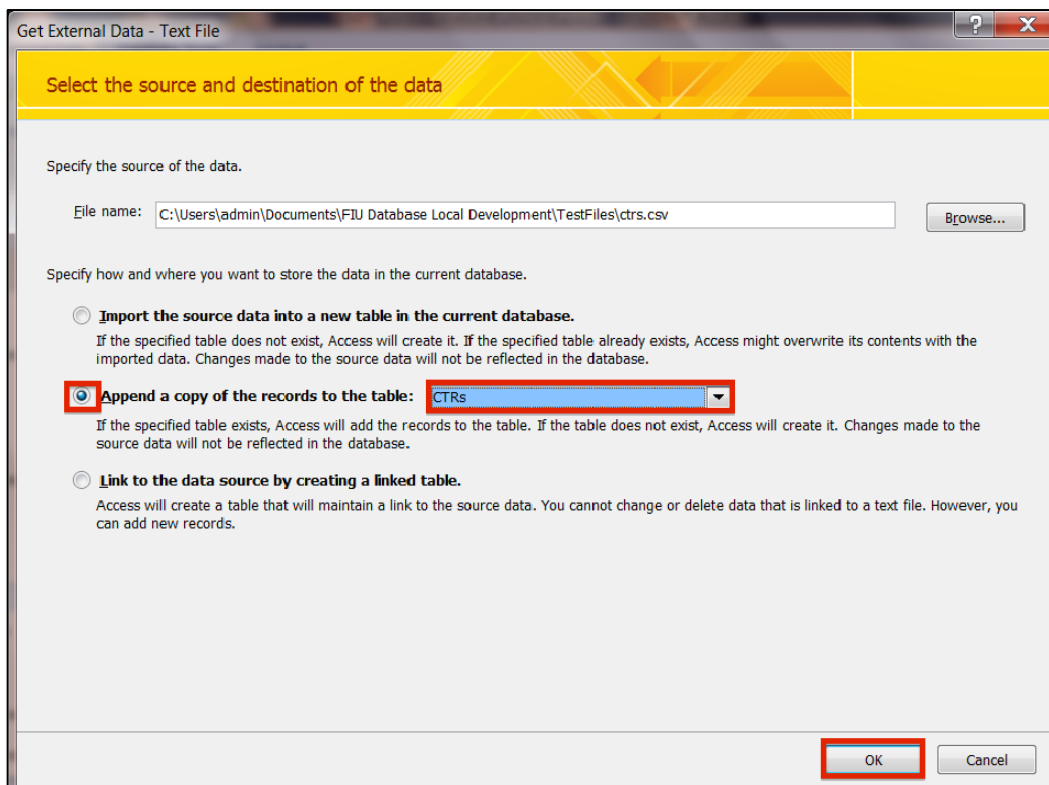 Get External Data - Text File
Select the source and destination of the data
Specify the source of the data.
File name: C:\Users\admin\Documents\FIU Database Local Development\TestFiles\ctrs.csv Browse...
Specify how and where you want to store the data in the current database.
Import the source data into a new table in the current database.
If the specified table does not exist, Access will create it. If the specified table already exists, Access might overwrite its contents with the
imported data. Changes made to the source data will not be reflected in the database.
Append a copy of the records to the table: CTRs
If the specified table exists, Access will add the records to the table. If the table does not exist, Access will create it. Changes made to the
source data will not be reflected in the database.
Link to the data source by creating a linked table.
Access will create a table that will maintain a link to the source data. You cannot change or delete data that is linked to a text file. However, you
can add new records.
OK Cancel